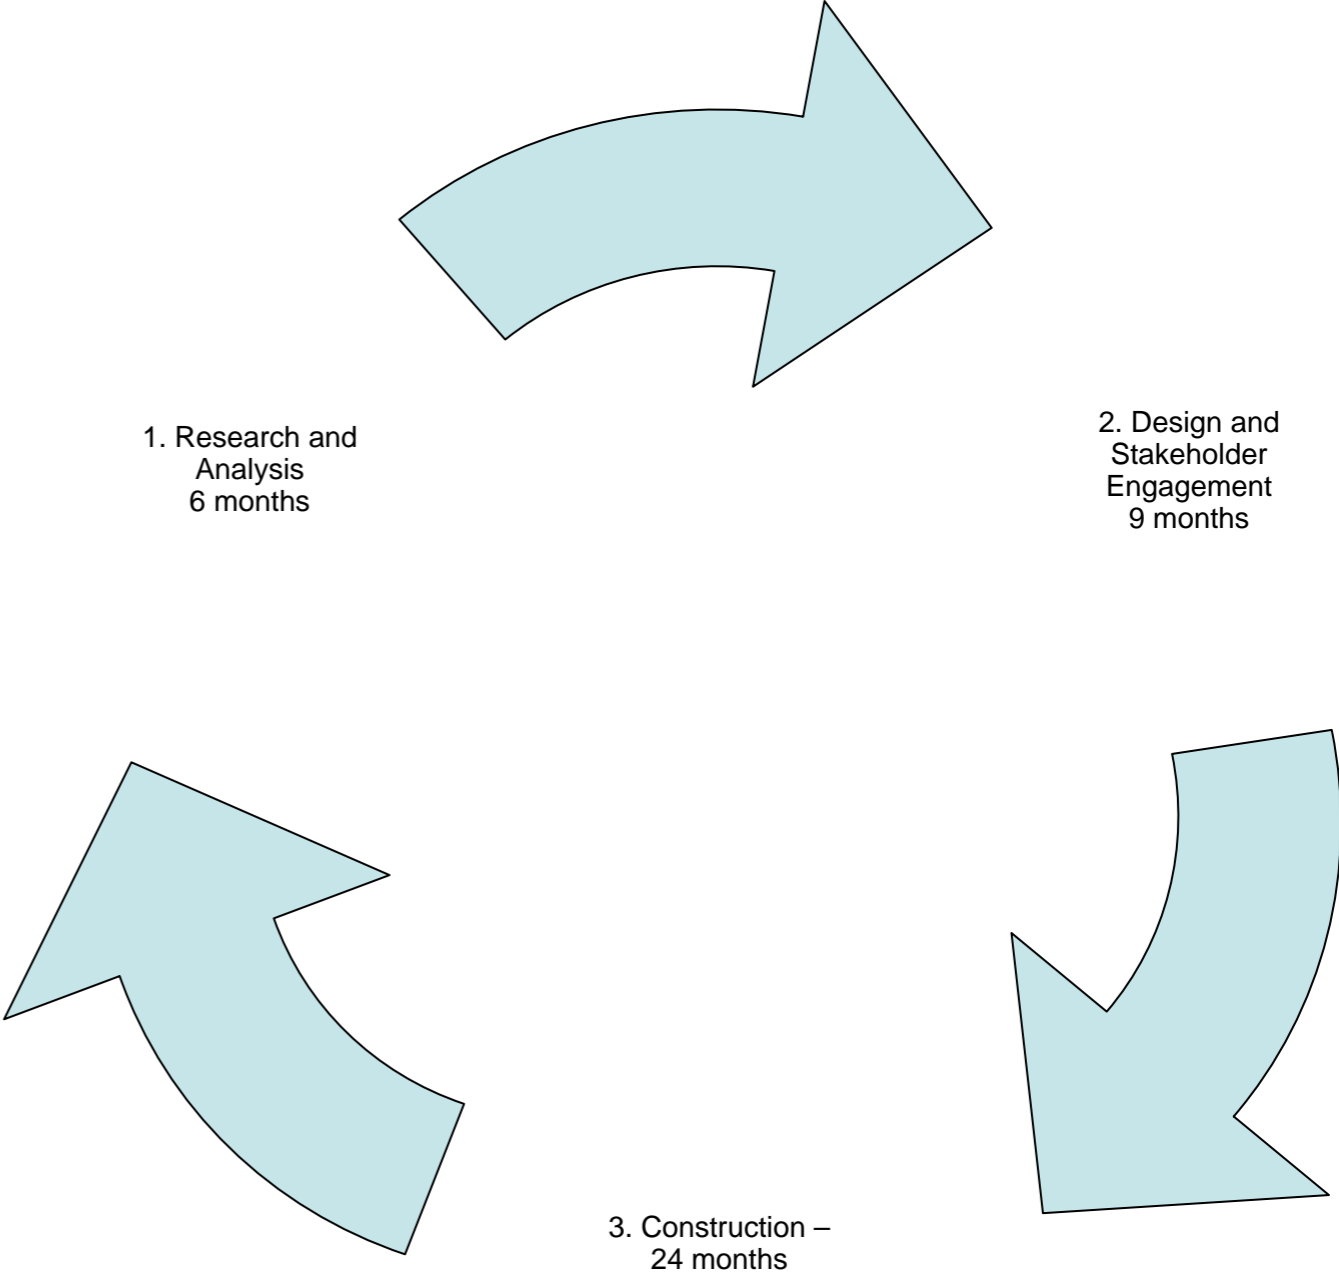 1. Research and
Analysis
6 months
2. Design and
Stakeholder
Engagement
9 months
3. Construction –
24 months